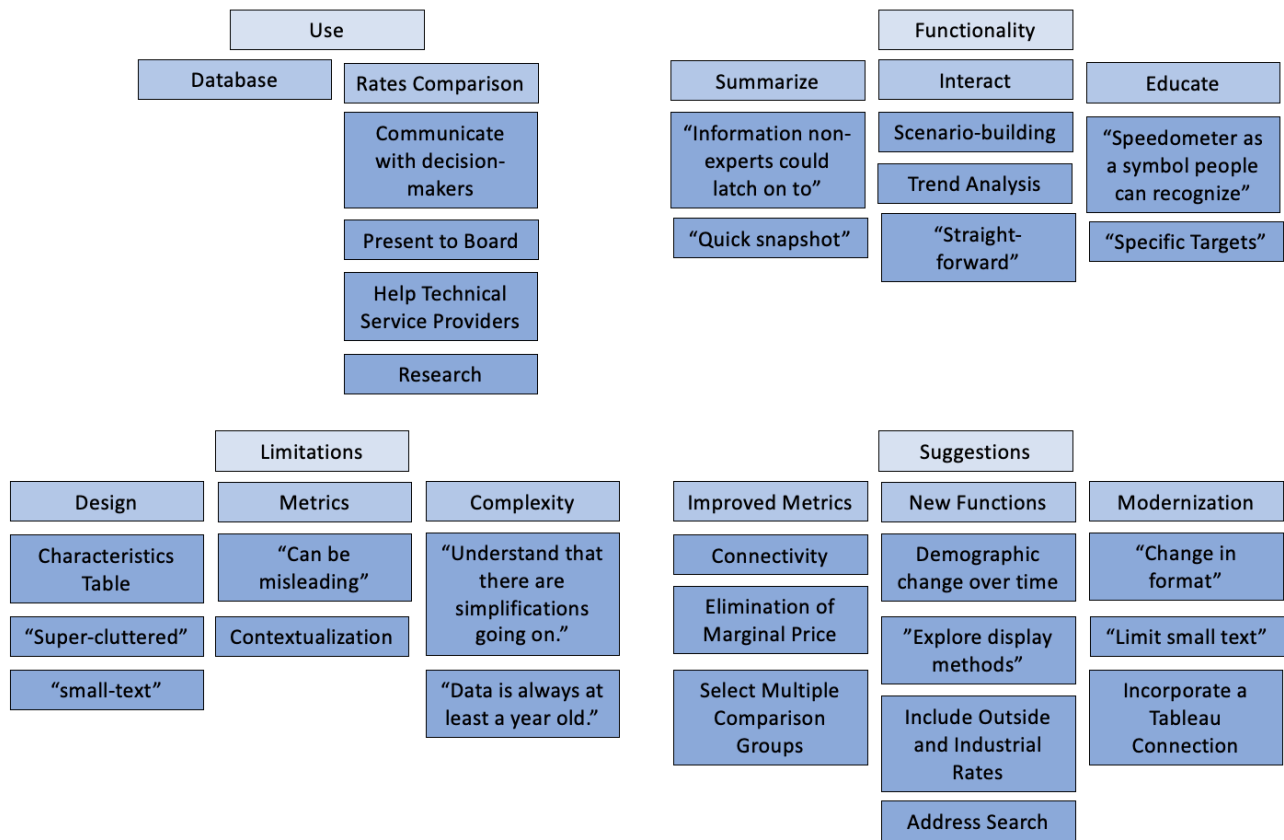 Use
Database
Rates Comparison
Communicate
with decision-
makers
Present to Board
Help Technical
Service Providers
Research
Functionality
Summarize
“Information non-
experts could
latch on to”
“Quick snapshot”
Interact
Scenario-building
Trend Analysis
“Straight-
forward”
Educate
“Speedometer as
a symbol people
can recognize”
“Specific Targets”
Limitations
Design
Characteristics
Table
“Super-cluttered”
“small-text”
Metrics
“Can be
misleading”
Contextualization
Complexity
“Understand that
there are
simplifications
going on.”
“Data is always at
least a year old.”
Suggestions
Improved Metrics
Connectivity
Elimination of
Marginal Price
Select Multiple
Comparison
Groups
New Functions
Demographic
change over time
”Explore display
methods”
Include Outside
and Industrial
Rates
Address Search
Modernization
“Change in
format”
“Limit small text”
Incorporate a
Tableau
Connection